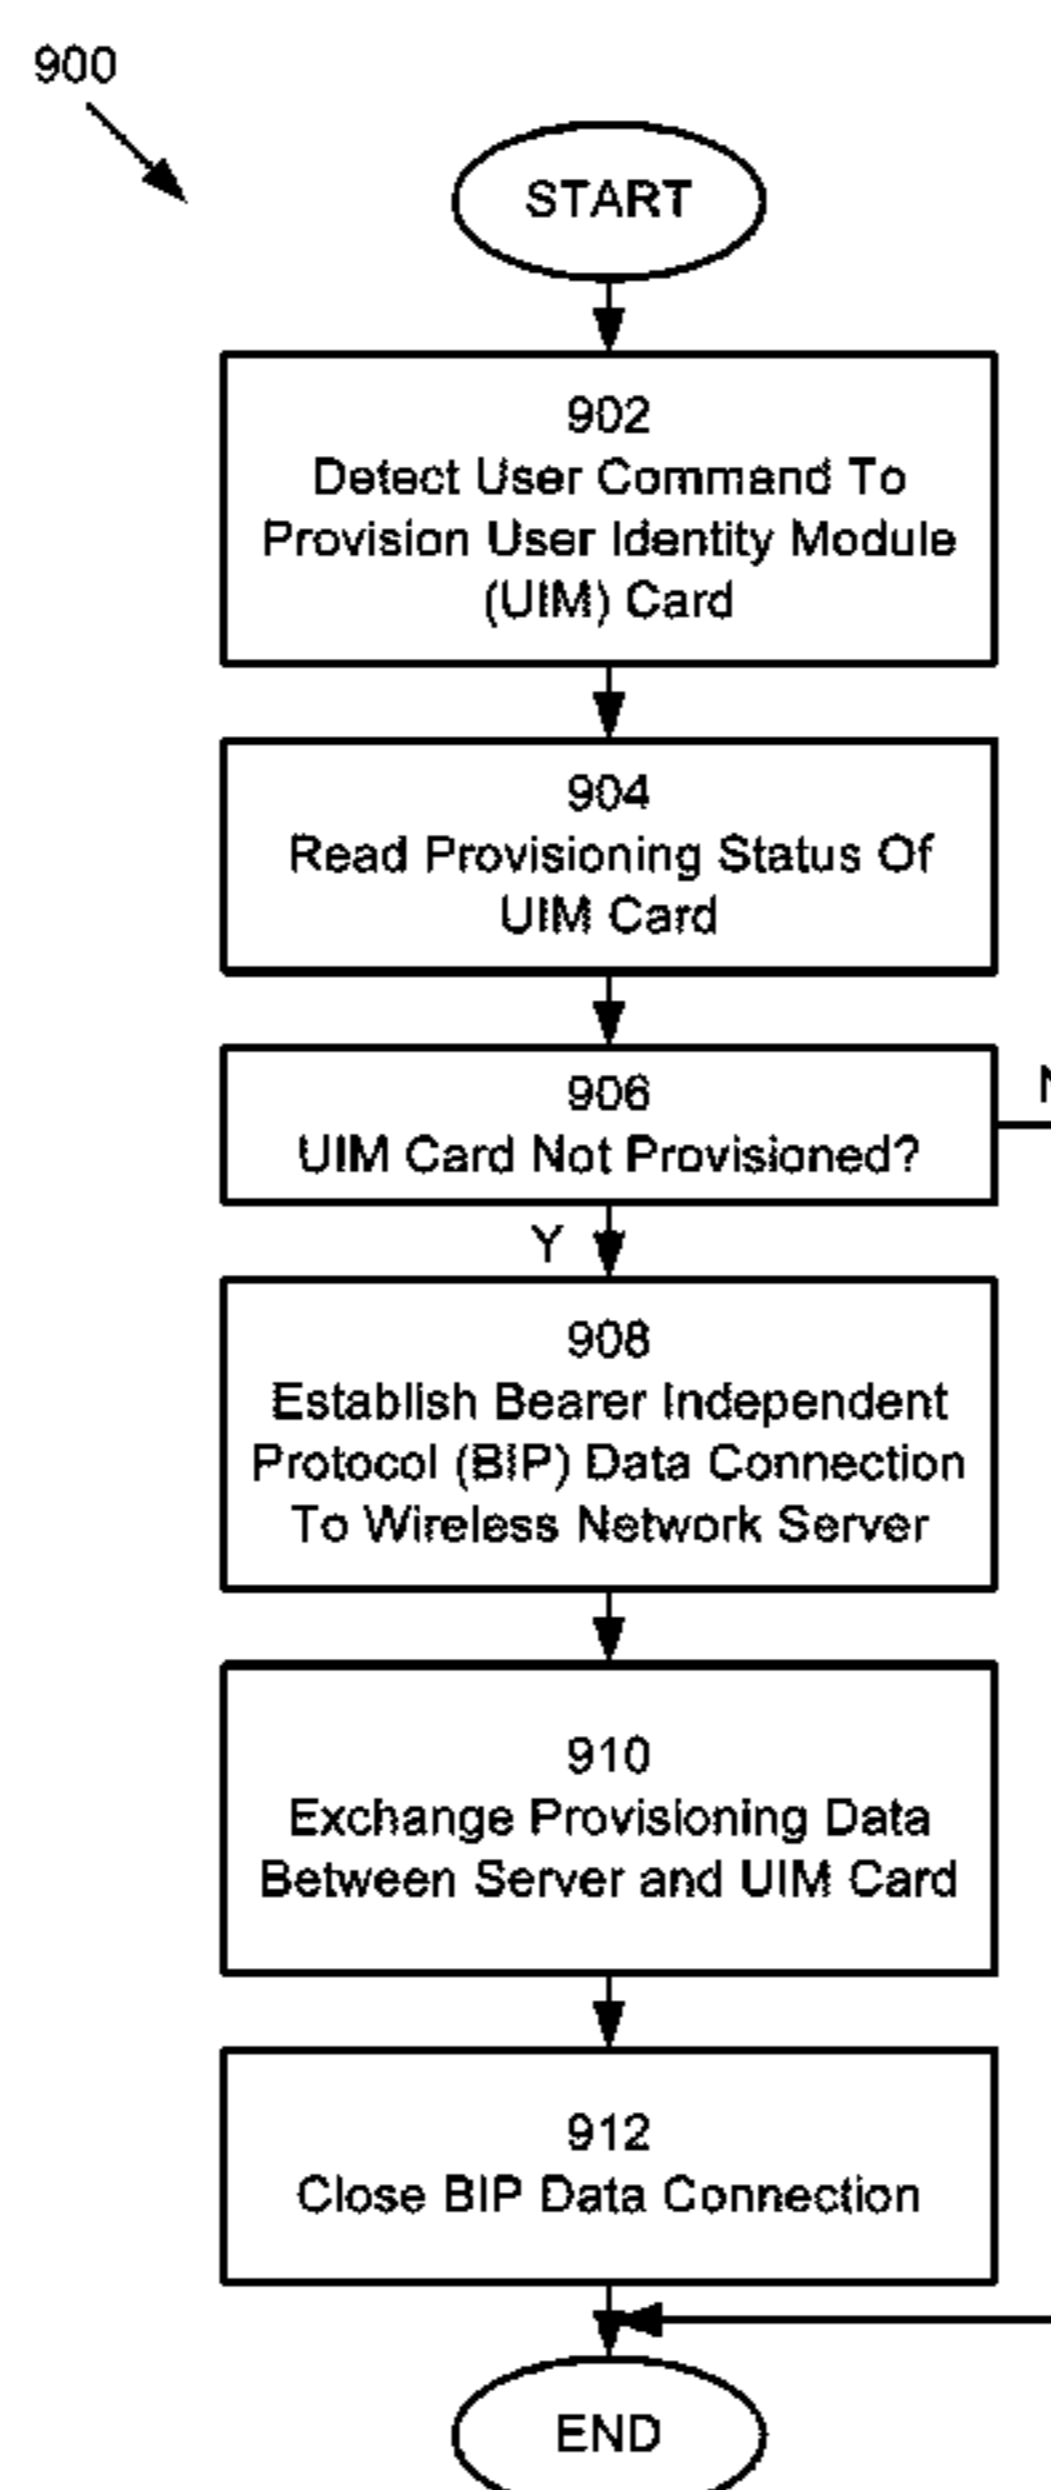 900
START
902
Detect User Command To
Provision User Identity Module
(UIM) Card
904
Read Provisioning Status Of
UIM Card
906
UIM Card Not Provisioned?
N
Y
908
Establish Bearer Independent
Protocol (BIP) Data Connection
To Wireless Network Server
910
Exchange Provisioning Data
Between Server and UIM Card
912
Close BIP Data Connection
END